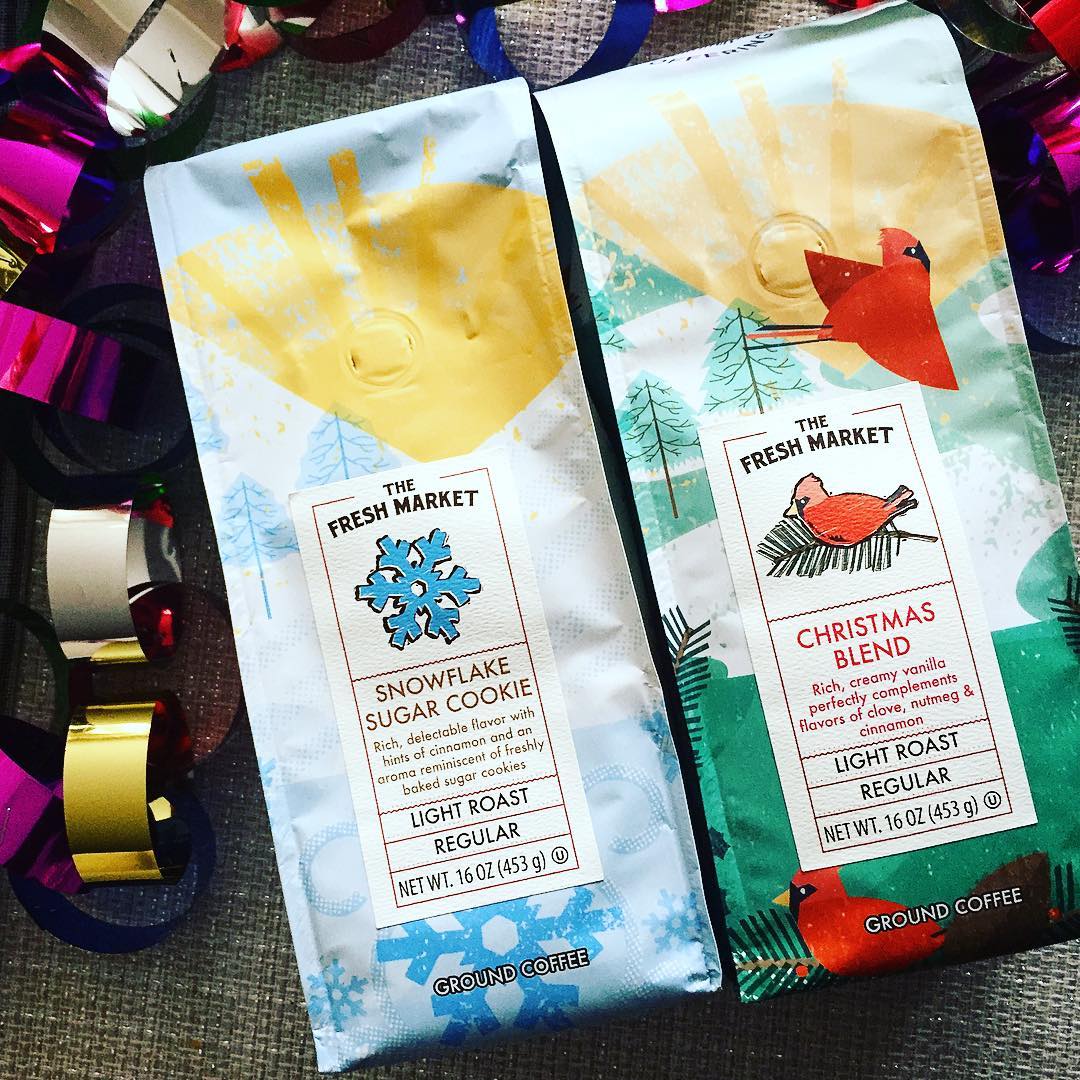 THE
FRESH MARKET
SNOWFLAKE
SUGAR COOKIE
Rich, delectable flavor with
hints of cinnamon and an
aroma reminiscent of freshly
baked sugar cookies
LIGHT ROAST
REGULAR
NET WT. 16 OZ (453 g) U
GROUND COFFEE
OFFERING
THE
FRESH MARKET
CHRISTMAS
BLEND
Rich, creamy vanilla
perfectly complements
flavors of clove, nutmeg &
cinnamon
LIGHT ROAST
REGULAR
NET WT. 16 OZ (453 g) U
GROUND COFFEE